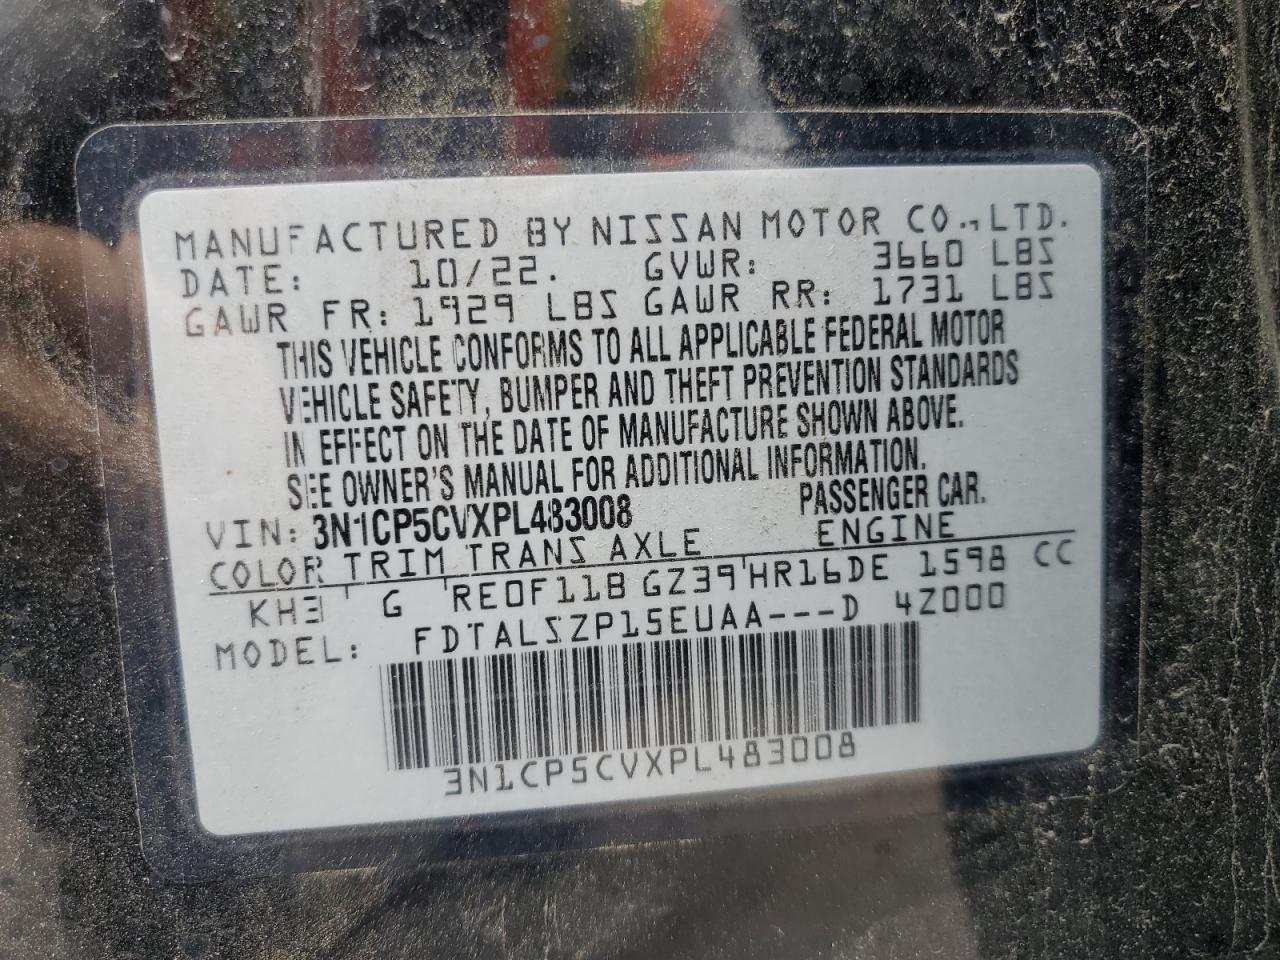 MANUFACTURED BY NISSAN MOTOR CO., LTD.
DATE: 10/22. GVWR: 3660 LBS
GAWR FR: 1929 LBS GAWR RR: 1731 LBS
THIS VEHICLE CONFORMS TO ALL APPLICABLE FEDERAL MOTOR
VEHICLE SAFETY, BUMPER AND THEFT PREVENTION STANDARDS
IN EFFECT ON THE DATE OF MANUFACTURE SHOWN ABOVE.
SEE OWNER'S MANUAL FOR ADDITIONAL INFORMATION.
VIN: 3N1CP5CVXPL483008 PASSENGER CAR.
COLOR TRIM TRANS AXLE ENGINE
KH3 G RE0F11B GZ39 HR16DE 1598 CC
MODEL: FDTALSZP15EUAA---D 4Z000
3N1CP5CVXPL483008